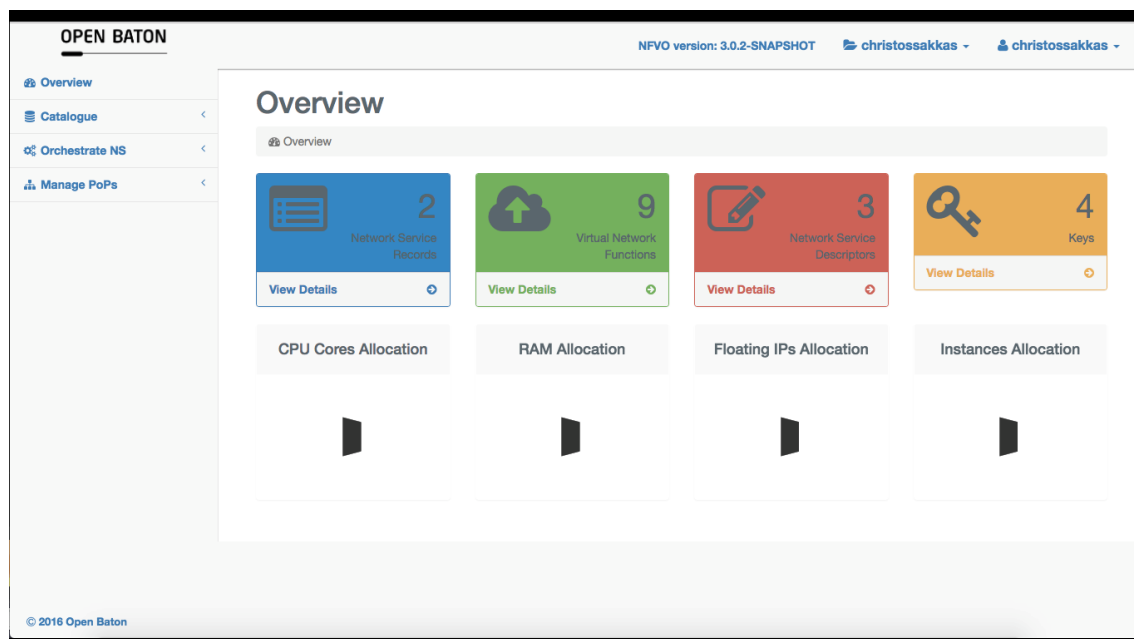 OPEN BATON
NFVO version: 3.0.2-SNAPSHOT
christossakkas
christossakkas
Overview
Catalogue
Orchestrate NS
Manage PoPs
Overview
Overview
2
Network Service
Records
View Details
9
Virtual Network
Functions
View Details
3
Network Service
Descriptors
View Details
4
Keys
View Details
CPU Cores Allocation
RAM Allocation
Floating IPs Allocation
Instances Allocation
© 2016 Open Baton